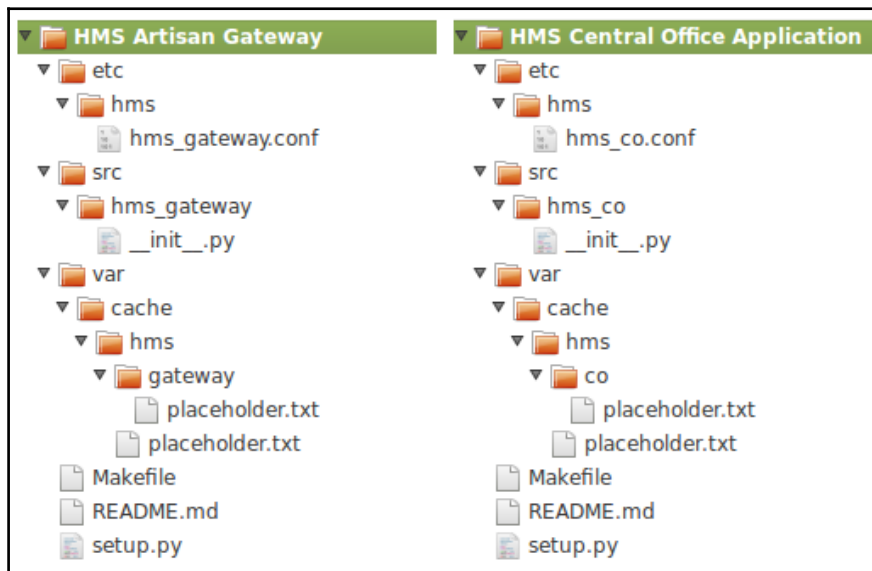 HMS Artisan Gateway
etc
hms
hms_gateway.conf
src
hms_gateway
__init__.py
var
cache
hms
gateway
placeholder.txt
placeholder.txt
Makefile
README.md
setup.py
HMS Central Office Application
etc
hms
hms_co.conf
src
hms_co
__init__.py
var
cache
hms
co
placeholder.txt
placeholder.txt
Makefile
README.md
setup.py